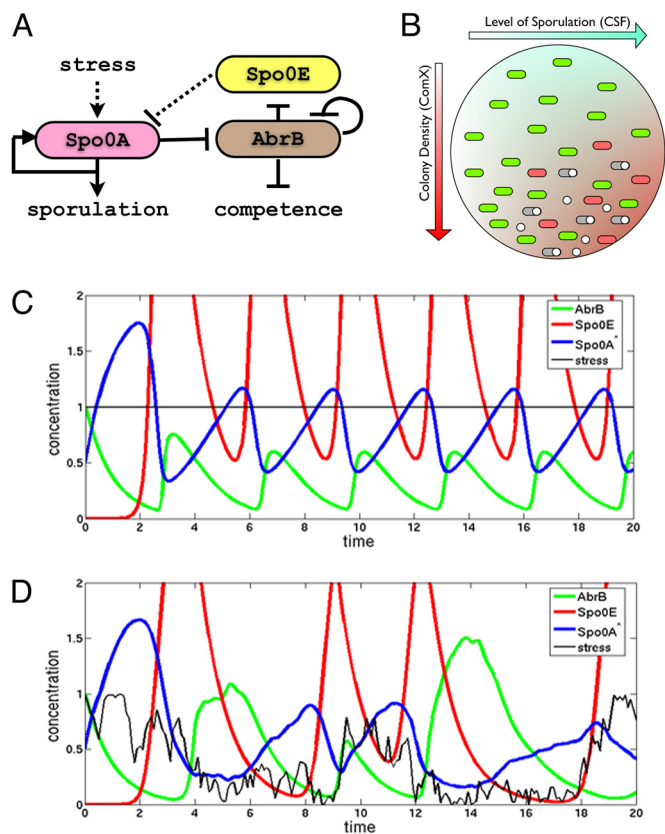 A
stress
Spo0E
Spo0A
AbrB
sporulation
competence
B
Level of Sporulation (CSF)
Colony Density (ComX)
C
2
1.5
1
0.5
0
concentration
0 2 4 6 8 10 12 14 16 18 20
time
AbrB
Spo0E
Spo0A*
stress
D
2
1.5
1
0.5
0
concentration
0 2 4 6 8 10 12 14 16 18 20
time
AbrB
Spo0E
Spo0A*
stress